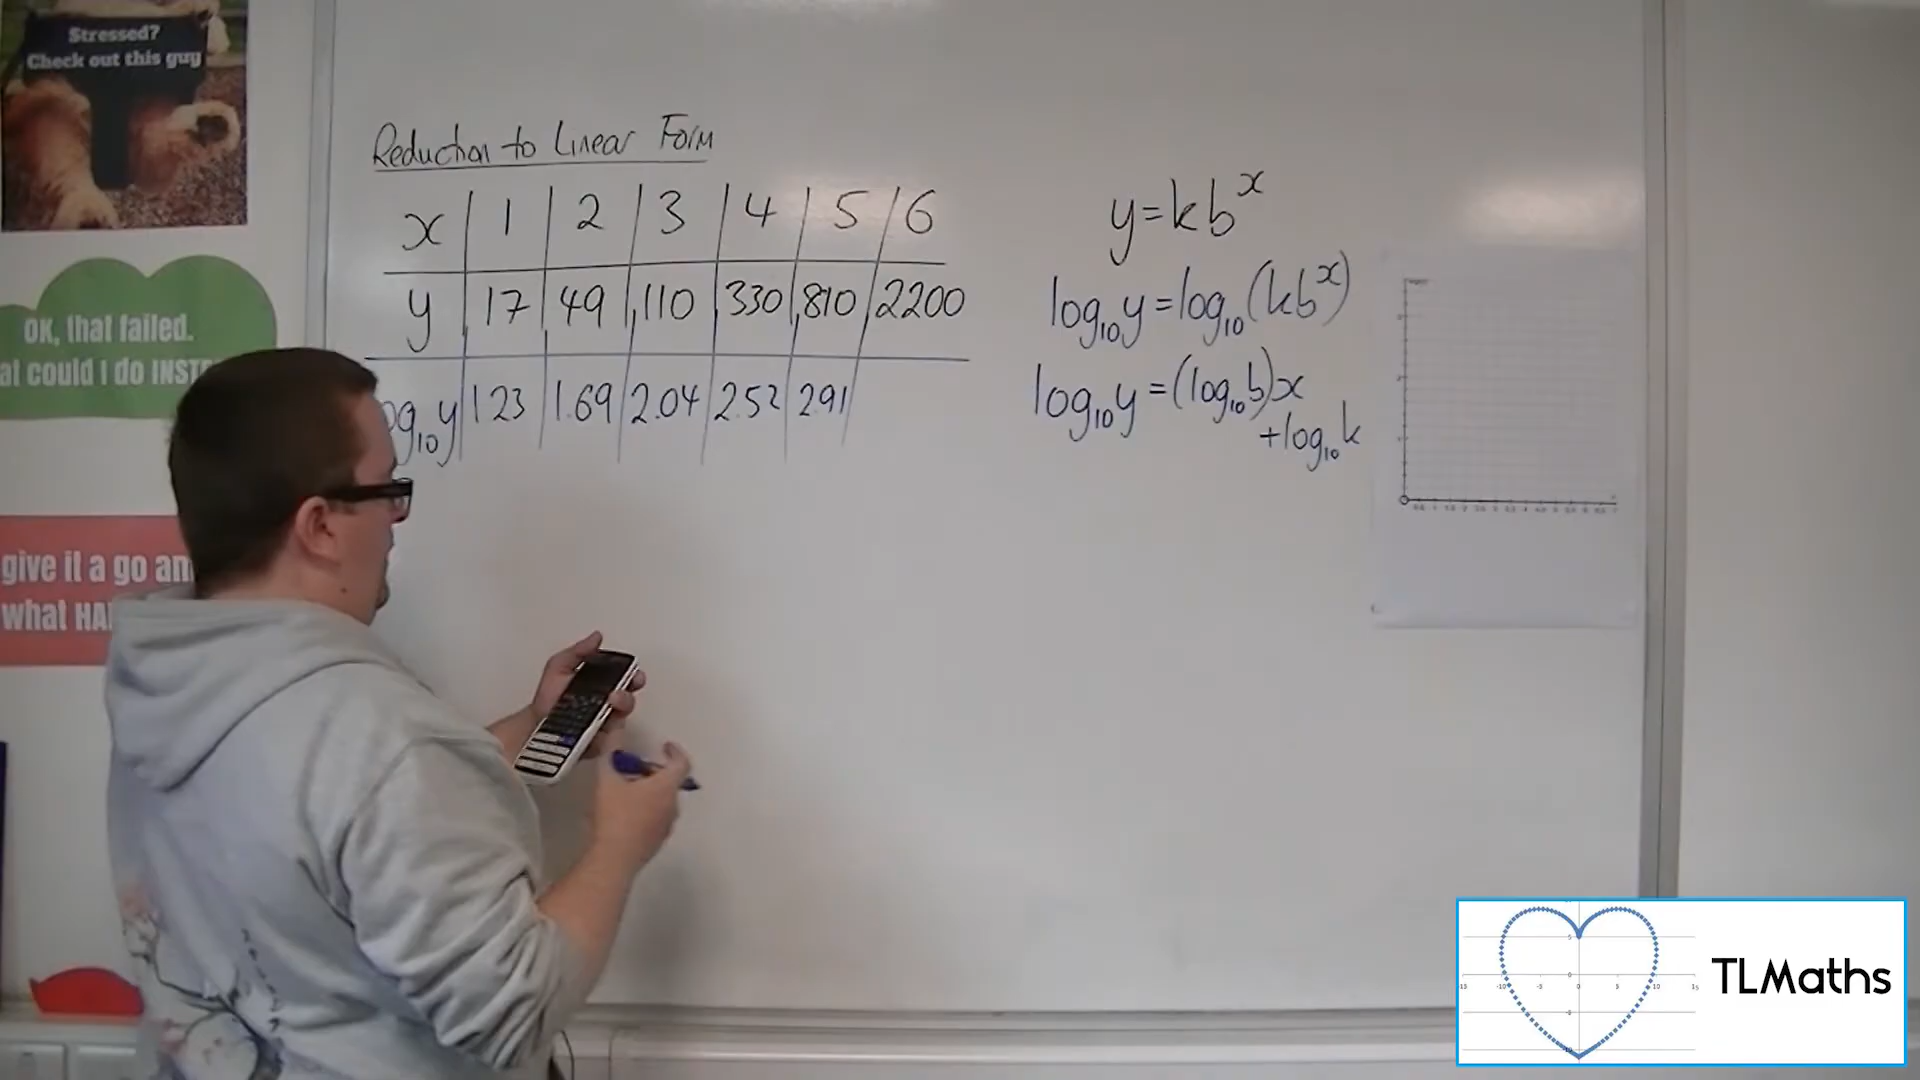 Stressed?
Check out this guy
OK, that failed.
at could I do INST
give it a go an
what HA
Reduction to Linear Form
x | 1 | 2 | 3 | 4 | 5 | 6
y | 17 | 49 | 110 | 330 | 810 | 2200
og₁₀y | 1.23 | 1.69 | 2.04 | 2.52 | 2.91
y=kb^x
log₁₀y=log₁₀(kb^x)
log₁₀y=(log₁₀b)x
+log₁₀k
TLMaths